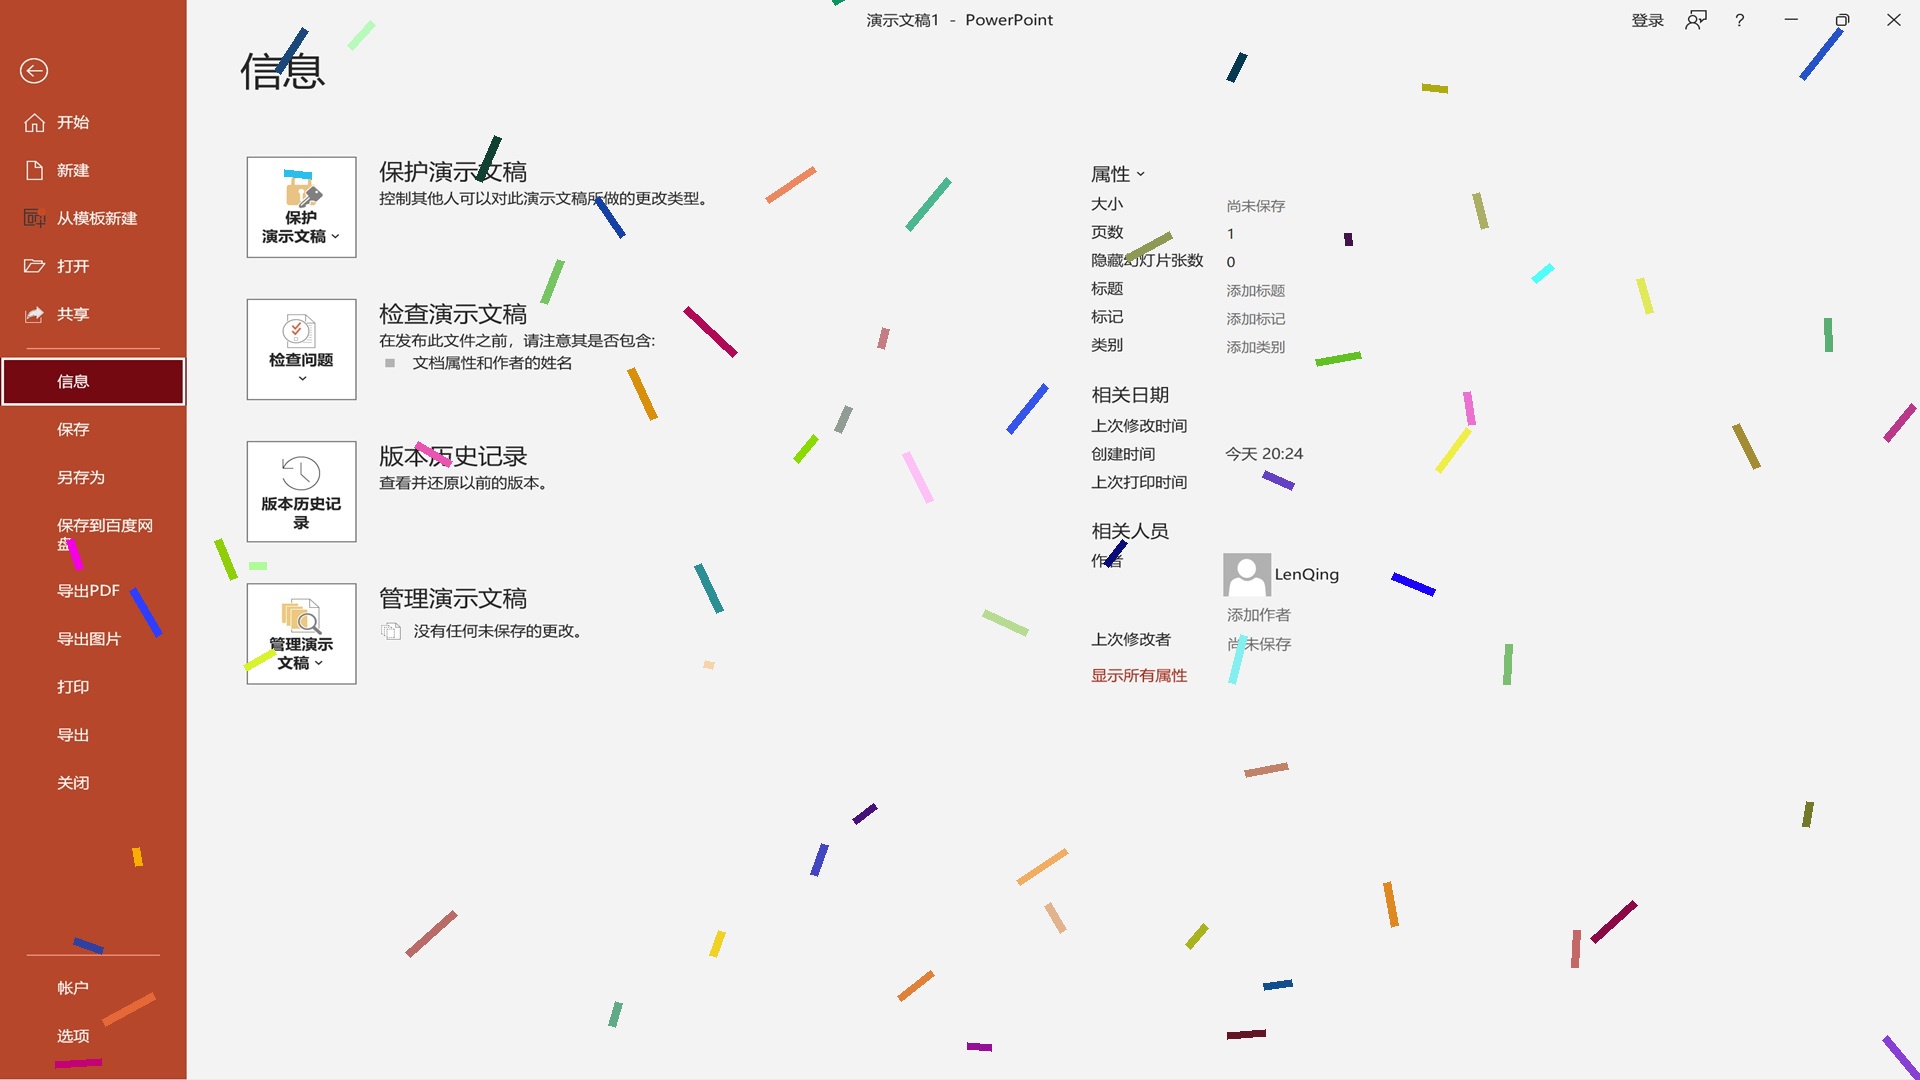 演示文稿1 - PowerPoint
登录
?
信息
开始
新建
从模板新建
打开
共享
信息
保存
另存为
保存到百度网
盘
导出PDF
导出图片
打印
导出
关闭
帐户
选项
保护
演示文稿
保护演示文稿
控制其他人可以对此演示文稿所做的更改类型。
检查问题
检查演示文稿
在发布此文件之前，请注意其是否包含:
文档属性和作者的姓名
版本历史记
录
版本历史记录
查看并还原以前的版本。
管理演示
文稿
管理演示文稿
没有任何未保存的更改。
属性
大小 尚未保存
页数 1
隐藏幻灯片张数 0
标题 添加标题
标记 添加标记
类别 添加类别
相关日期
上次修改时间
创建时间 今天 20:24
上次打印时间
相关人员
作者
LenQing
添加作者
上次修改者 尚未保存
显示所有属性